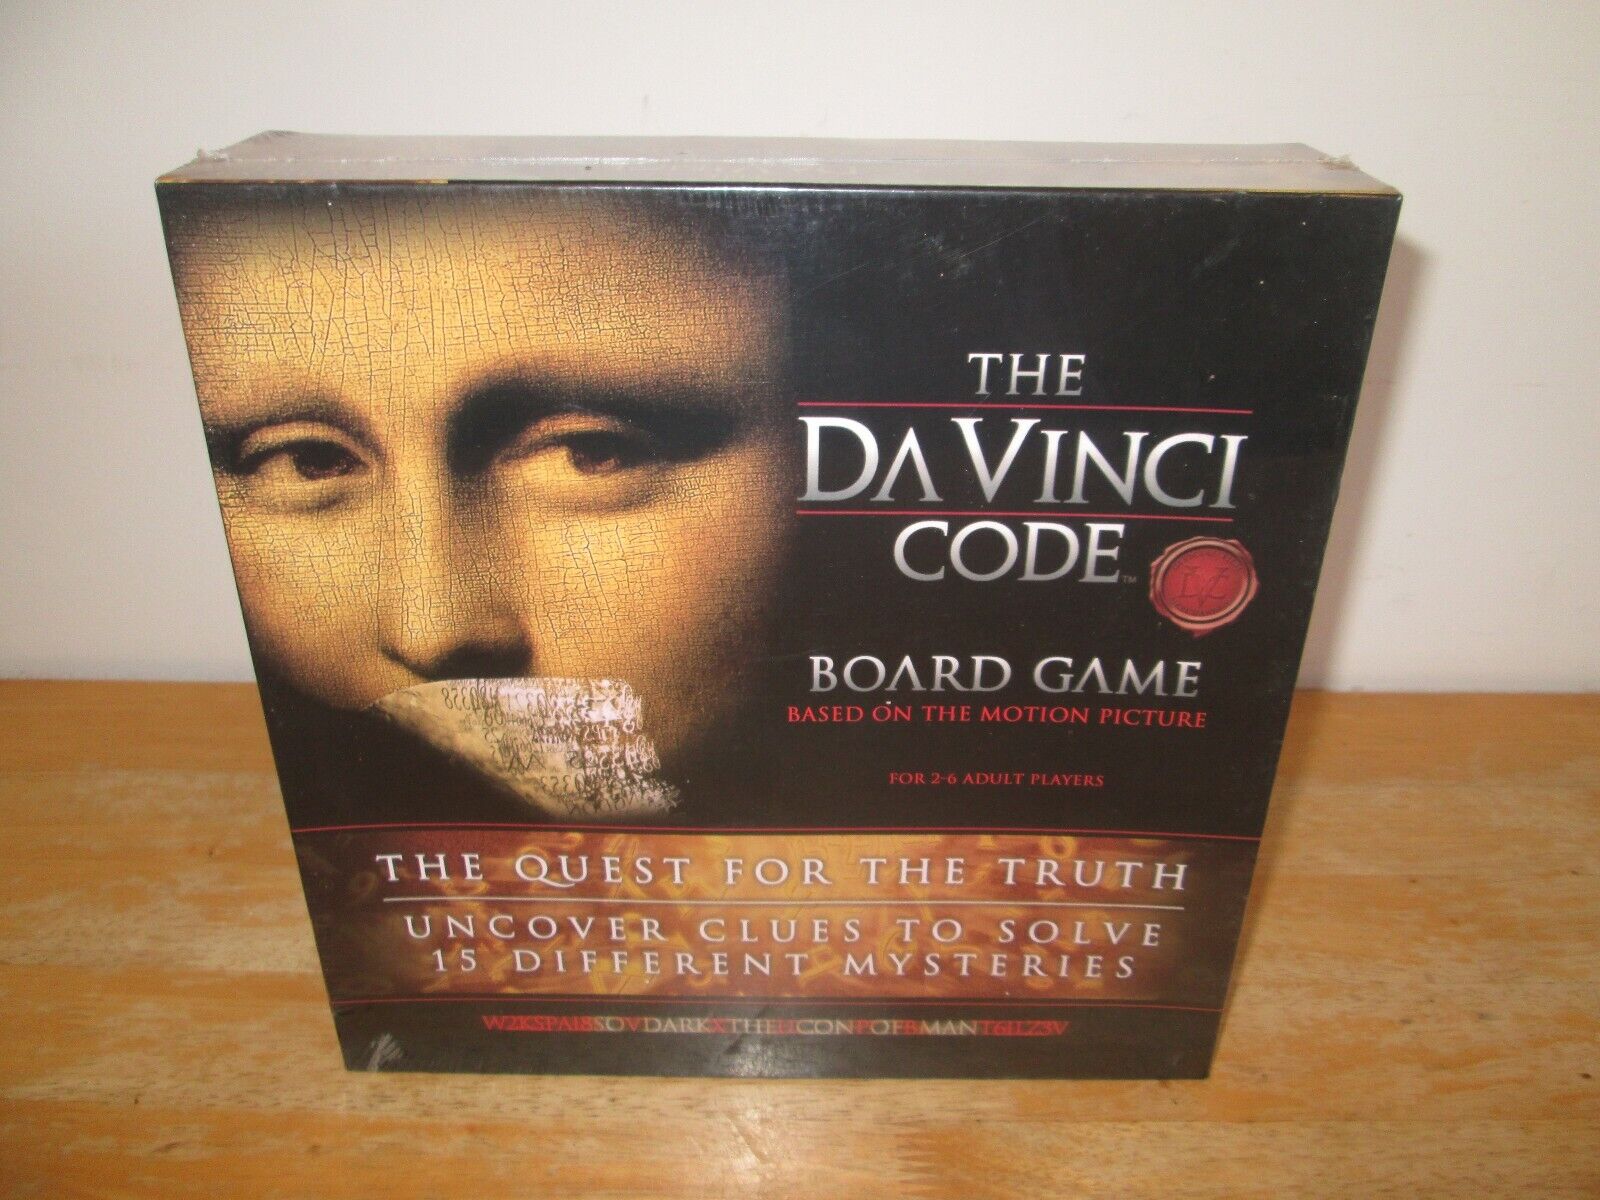 THE
DA VINCI
CODE™
BOARD GAME
BASED ON THE MOTION PICTURE
FOR 2-6 ADULT PLAYERS
THE QUEST FOR THE TRUTH
UNCOVER CLUES TO SOLVE
15 DIFFERENT MYSTERIES